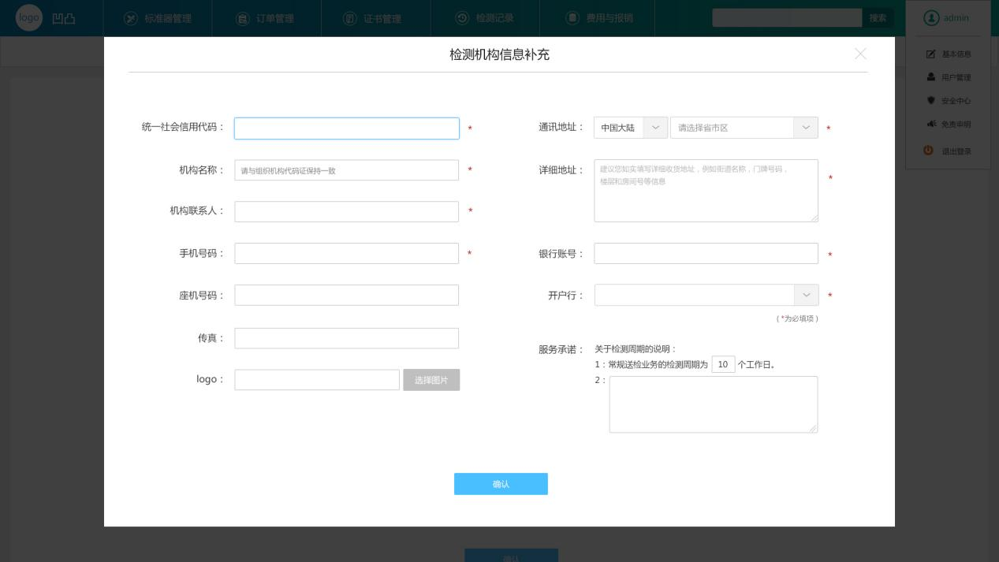 logo 凹凸 标准器管理 订单管理 证书管理 检测记录 费用与报销 搜索 admin
检测机构信息补充
基本信息
用户管理
安全中心
免责申明
退出登录
统一社会信用代码： *
机构名称： 请与组织机构代码证保持一致 *
机构联系人： *
手机号码： *
座机号码：
传真：
logo： 选择图片
通讯地址： 中国大陆 请选择省市区 *
详细地址： 建议您如实填写详细收货地址，例如街道名称，门牌号码， *
楼层和房间号等信息
银行账号： *
开户行： *
（ *为必填项 ）
服务承诺： 关于检测周期的说明：
1：常规送检业务的检测周期为 10 个工作日。
2：
确认
确认